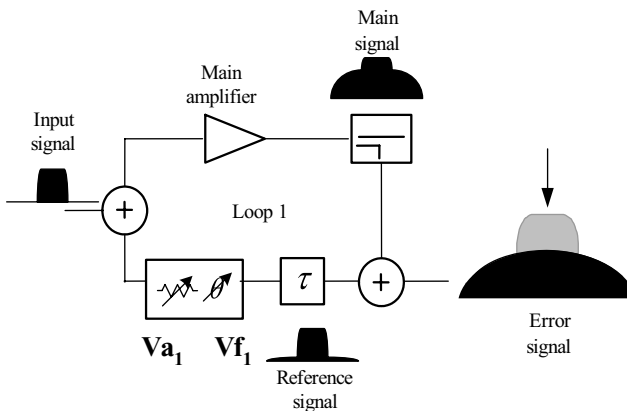 Main
signal
Main
amplifier
Input
signal
+
Loop 1
θ
τ
+
Va₁
Vf₁
Reference
signal
Error
signal